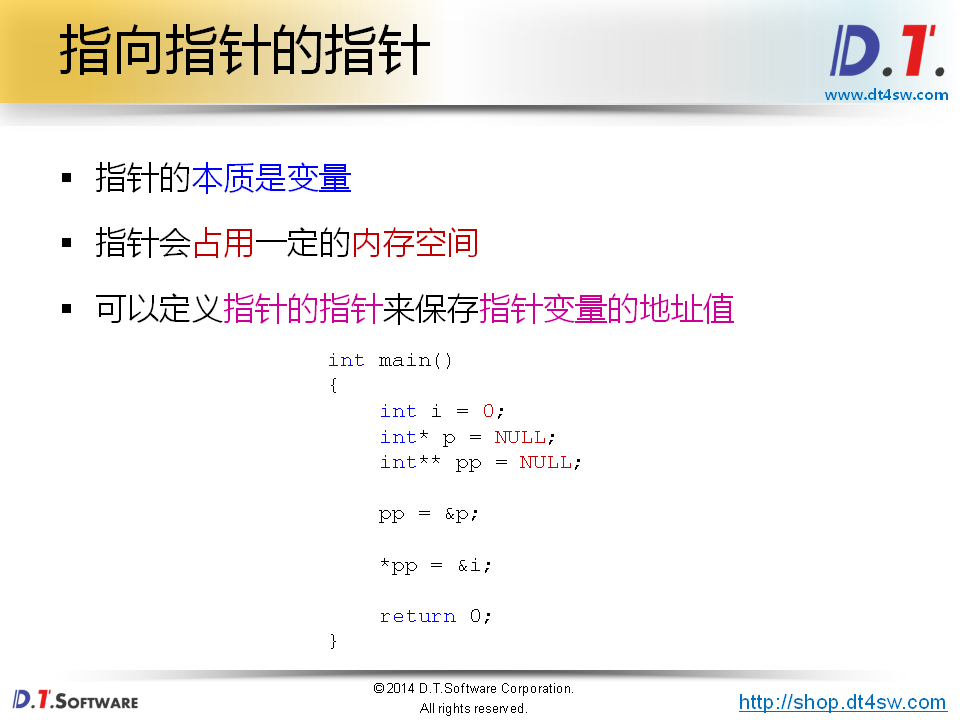 指向指针的指针
D.T.
www.dt4sw.com
▪ 指针的本质是变量
▪ 指针会占用一定的内存空间
▪ 可以定义指针的指针来保存指针变量的地址值
int main()
{
    int i = 0;
    int* p = NULL;
    int** pp = NULL;
    pp = &p;
    *pp = &i;
    return 0;
}
D.T.SOFTWARE
©2014 D.T.Software Corporation.
All rights reserved.
http://shop.dt4sw.com